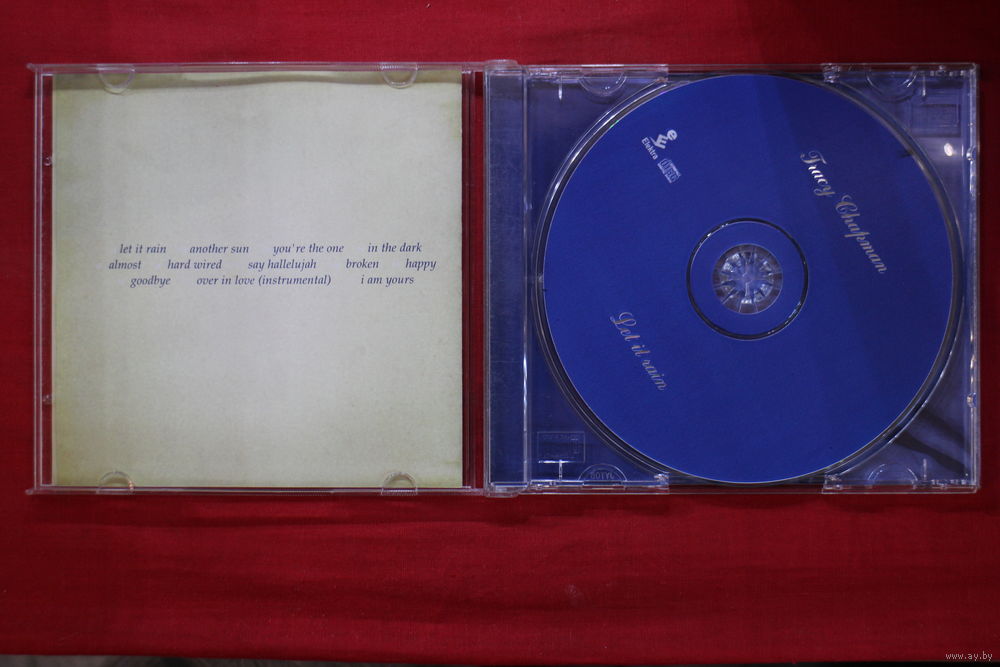 let it rain another sun you're the one in the dark
almost hard wired say hallelujah broken happy
goodbye over in love (instrumental) i am yours
e
Elektra
Tracy Chapman
Let it rain
www.ay.by